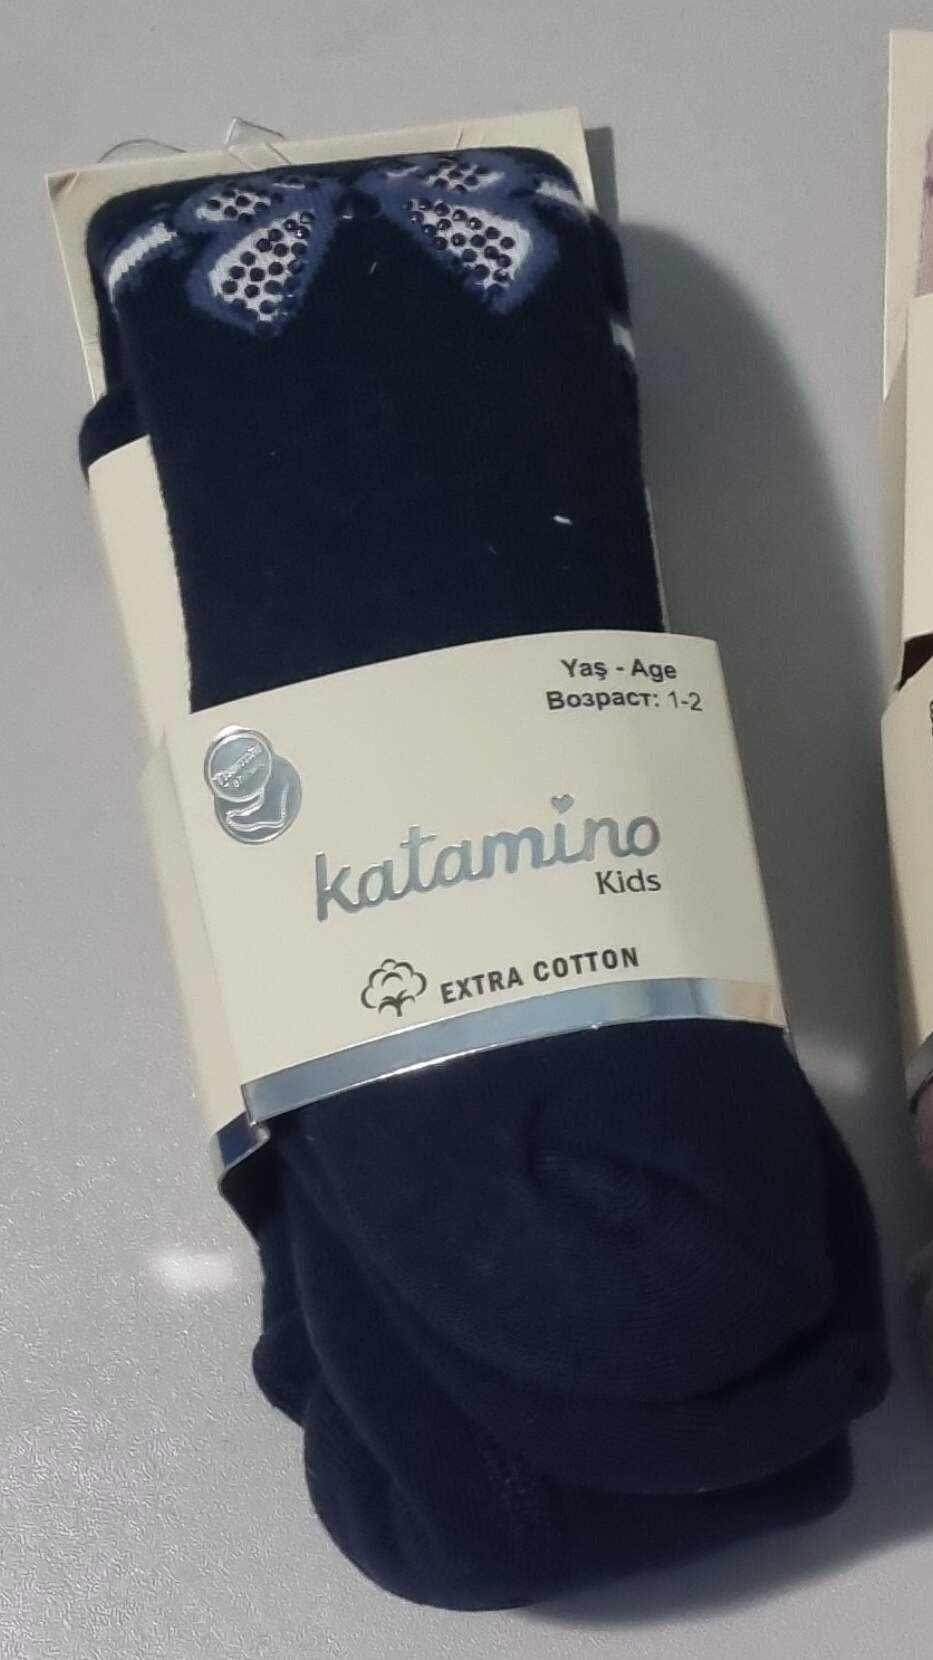 Yaş - Age
Возраст: 1-2
katamino
Kids
EXTRA COTTON